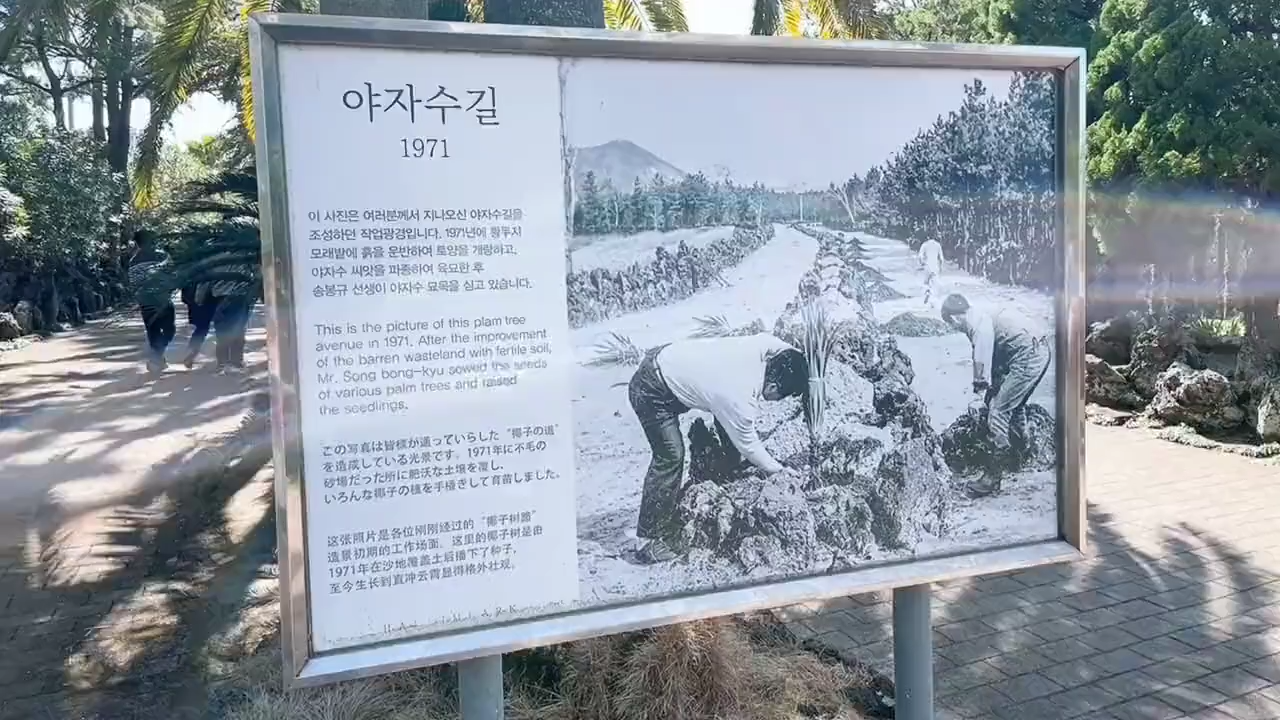 야자수길
1971
이 사진은 여러분께서 지나오신 야자수길을
조성하던 작업광경입니다. 1971년에 황무지
모래밭에 흙을 운반하여 토양을 개량하고,
야자수 씨앗을 파종하여 육묘한 후
송봉규 선생이 야자수 묘목을 심고 있습니다.
This is the picture of this plam tree
avenue in 1971. After the improvement
of the barren wasteland with fertile soil,
Mr. Song bong-kyu sowed the seeds
of various palm trees and raised
the seedlings.
この写真は皆様が通っていらした“椰子の道”
を造成している光景です。1971年に不毛の
砂場だった所に肥沃な土壌を覆し、
いろんな椰子の種を手播ぎして育苗しました。
这张照片是各位刚刚经过的“椰子树路”
造景初期的工作场面。这里的椰子树是由
1971年在沙地覆盖土后播下了种子,
至今生长到直冲云霄显得格外壮观。